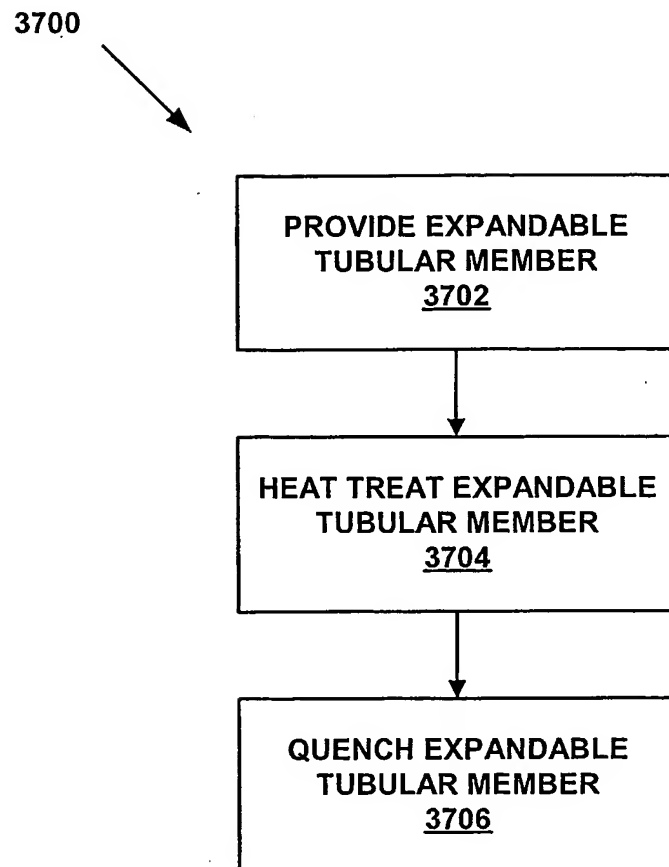 3700
PROVIDE EXPANDABLE
TUBULAR MEMBER
3702
HEAT TREAT EXPANDABLE
TUBULAR MEMBER
3704
QUENCH EXPANDABLE
TUBULAR MEMBER
3706